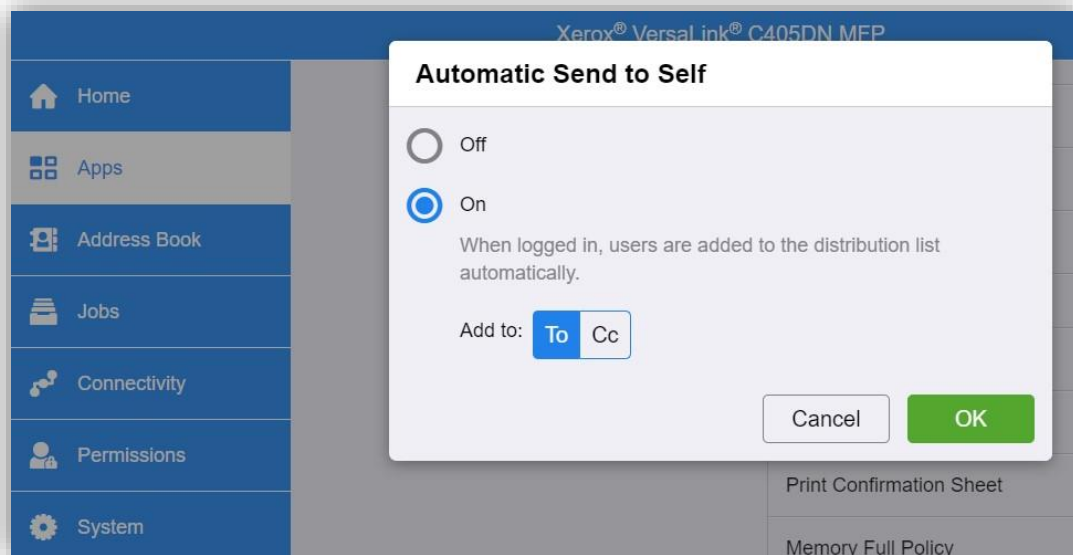 Xerox® VersaLink® C405DN MFP
Home
Apps
Address Book
Jobs
Connectivity
Permissions
System
Automatic Send to Self
Off
On
When logged in, users are added to the distribution list
automatically.
Add to: To Cc
Cancel OK
Print Confirmation Sheet
Memory Full Policy